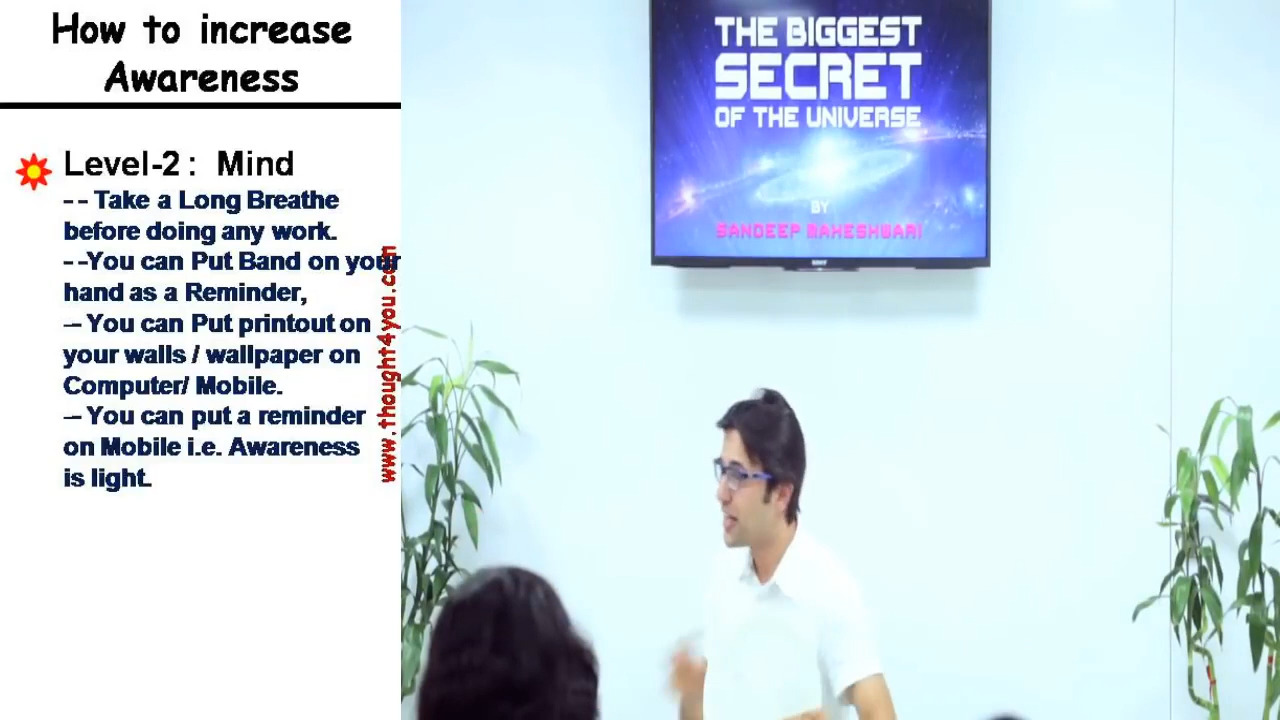 How to increase
Awareness
Level-2 : Mind
-- Take a Long Breathe
before doing any work.
--You can Put Band on your
hand as a Reminder,
– You can Put printout on
your walls / wallpaper on
Computer/ Mobile.
– You can put a reminder
on Mobile i.e. Awareness
is light.
www.thought4you.com
THE BIGGEST
SECRET
OF THE UNIVERSE
BY
SANDEEP MAHESHWARI
SONY